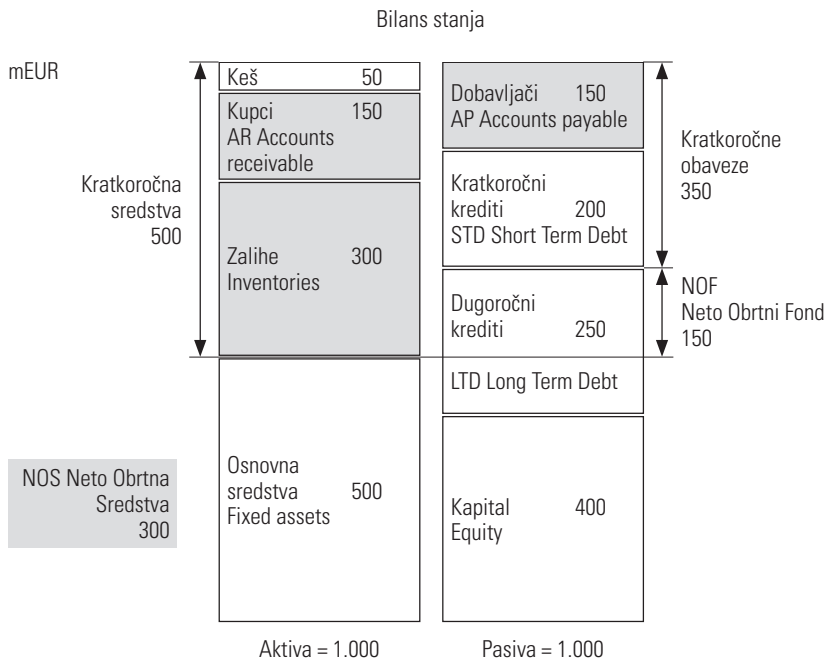 Bilans stanja
mEUR
Keš 50
Kupci 150
AR Accounts
receivable
Zalihe 300
Inventories
Kratkoročna
sredstva
500
Osnovna
sredstva 500
Fixed assets
NOS Neto Obrtna
Sredstva
300
Aktiva = 1.000
Dobavljači 150
AP Accounts payable
Kratkoročni
krediti 200
STD Short Term Debt
Dugoročni
krediti 250
LTD Long Term Debt
Kapital 400
Equity
Pasiva = 1.000
Kratkoročne
obaveze
350
NOF
Neto Obrtni Fond
150